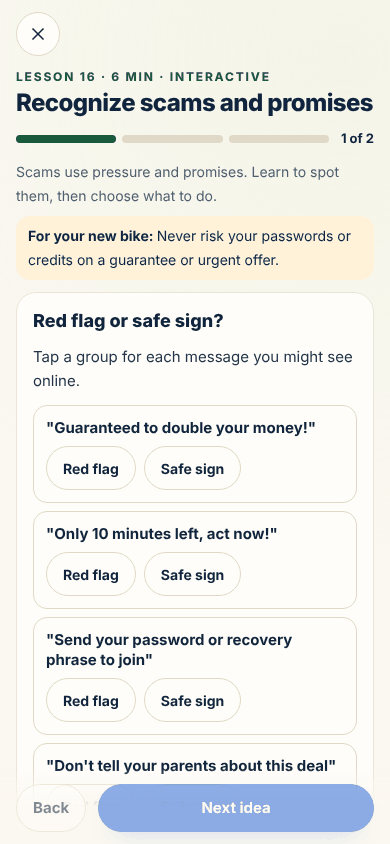 LESSON 16 · 6 MIN · INTERACTIVE
Recognize scams and promises
1 of 2
Scams use pressure and promises. Learn to spot
them, then choose what to do.
For your new bike: Never risk your passwords or
credits on a guarantee or urgent offer.
Red flag or safe sign?
Tap a group for each message you might see
online.
"Guaranteed to double your money!"
Red flag
Safe sign
"Only 10 minutes left, act now!"
Red flag
Safe sign
"Send your password or recovery
phrase to join"
Red flag
Safe sign
"Don't tell your parents about this deal"
Back
Next idea